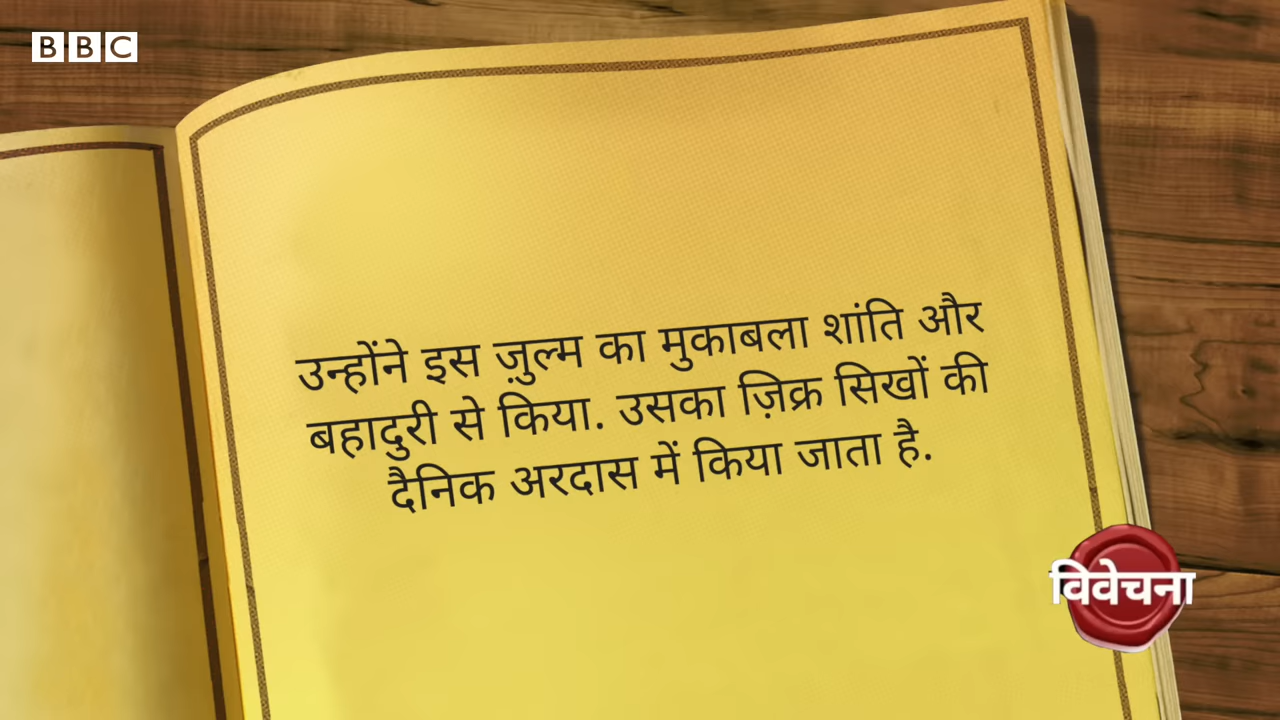 BBC
उन्होंने इस ज़ुल्म का मुकाबला शांति और
बहादुरी से किया. उसका ज़िक्र सिखों की
दैनिक अरदास में किया जाता है.
विवेचना